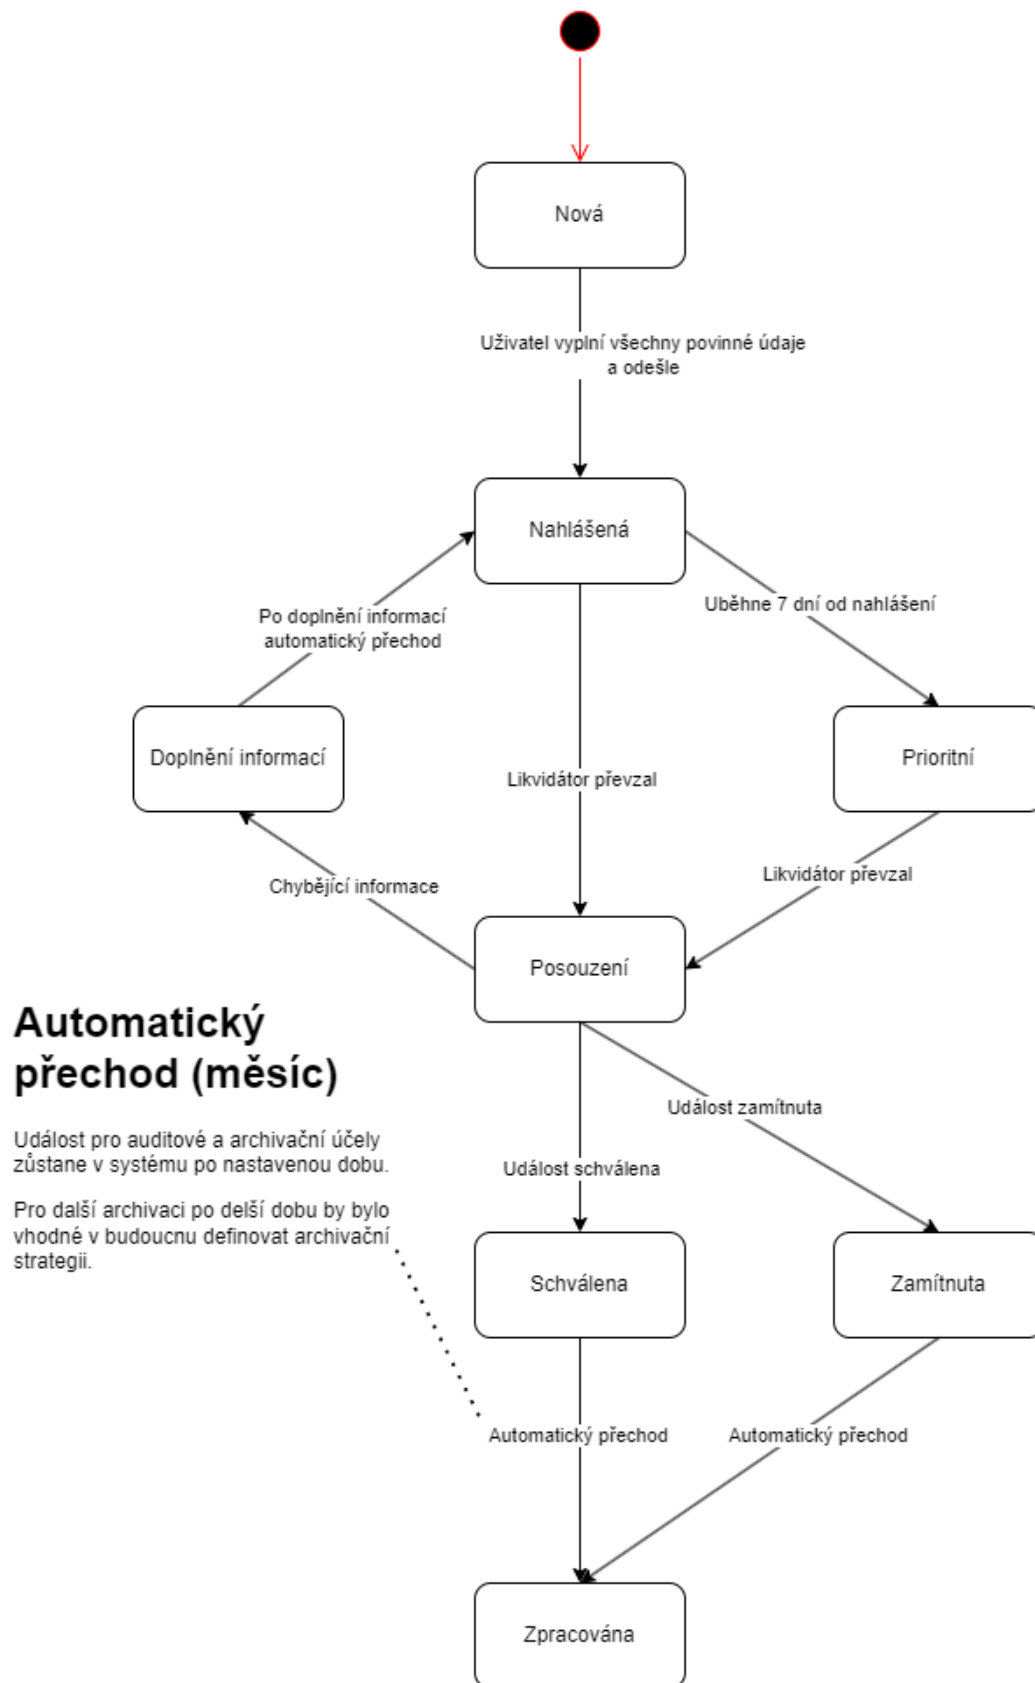 Nová
Uživatel vyplní všechny povinné údaje
a odešle
Nahlášená
Po doplnění informací
automatický přechod
Uběhne 7 dní od nahlášení
Doplnění informací
Likvidátor převzal
Prioritní
Chybějící informace
Likvidátor převzal
Posouzení
Automatický
přechod (měsíc)
Událost pro auditové a archivační účely
zůstane v systému po nastavenou dobu.
Pro další archivaci po delší dobu by bylo
vhodné v budoucnu definovat archivační
strategii.
Událost zamítnuta
Událost schválena
Schválena
Zamítnuta
Automatický přechod
Automatický přechod
Zpracována